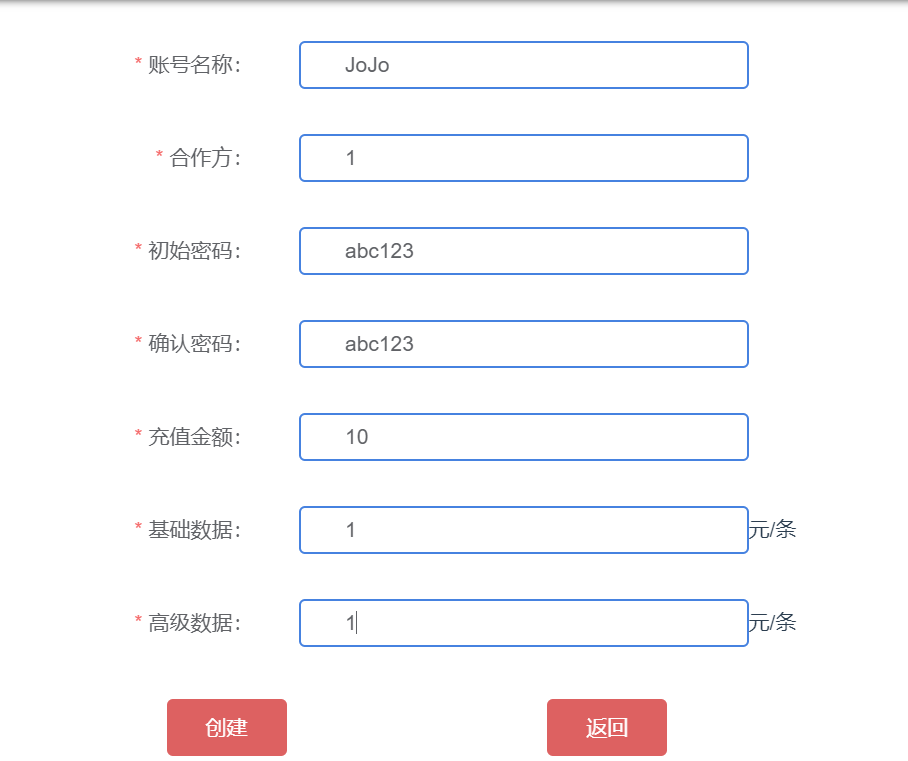 * 账号名称： JoJo
* 合作方： 1
* 初始密码： abc123
* 确认密码： abc123
* 充值金额： 10
* 基础数据： 1 元/条
* 高级数据： 1 元/条
创建 返回